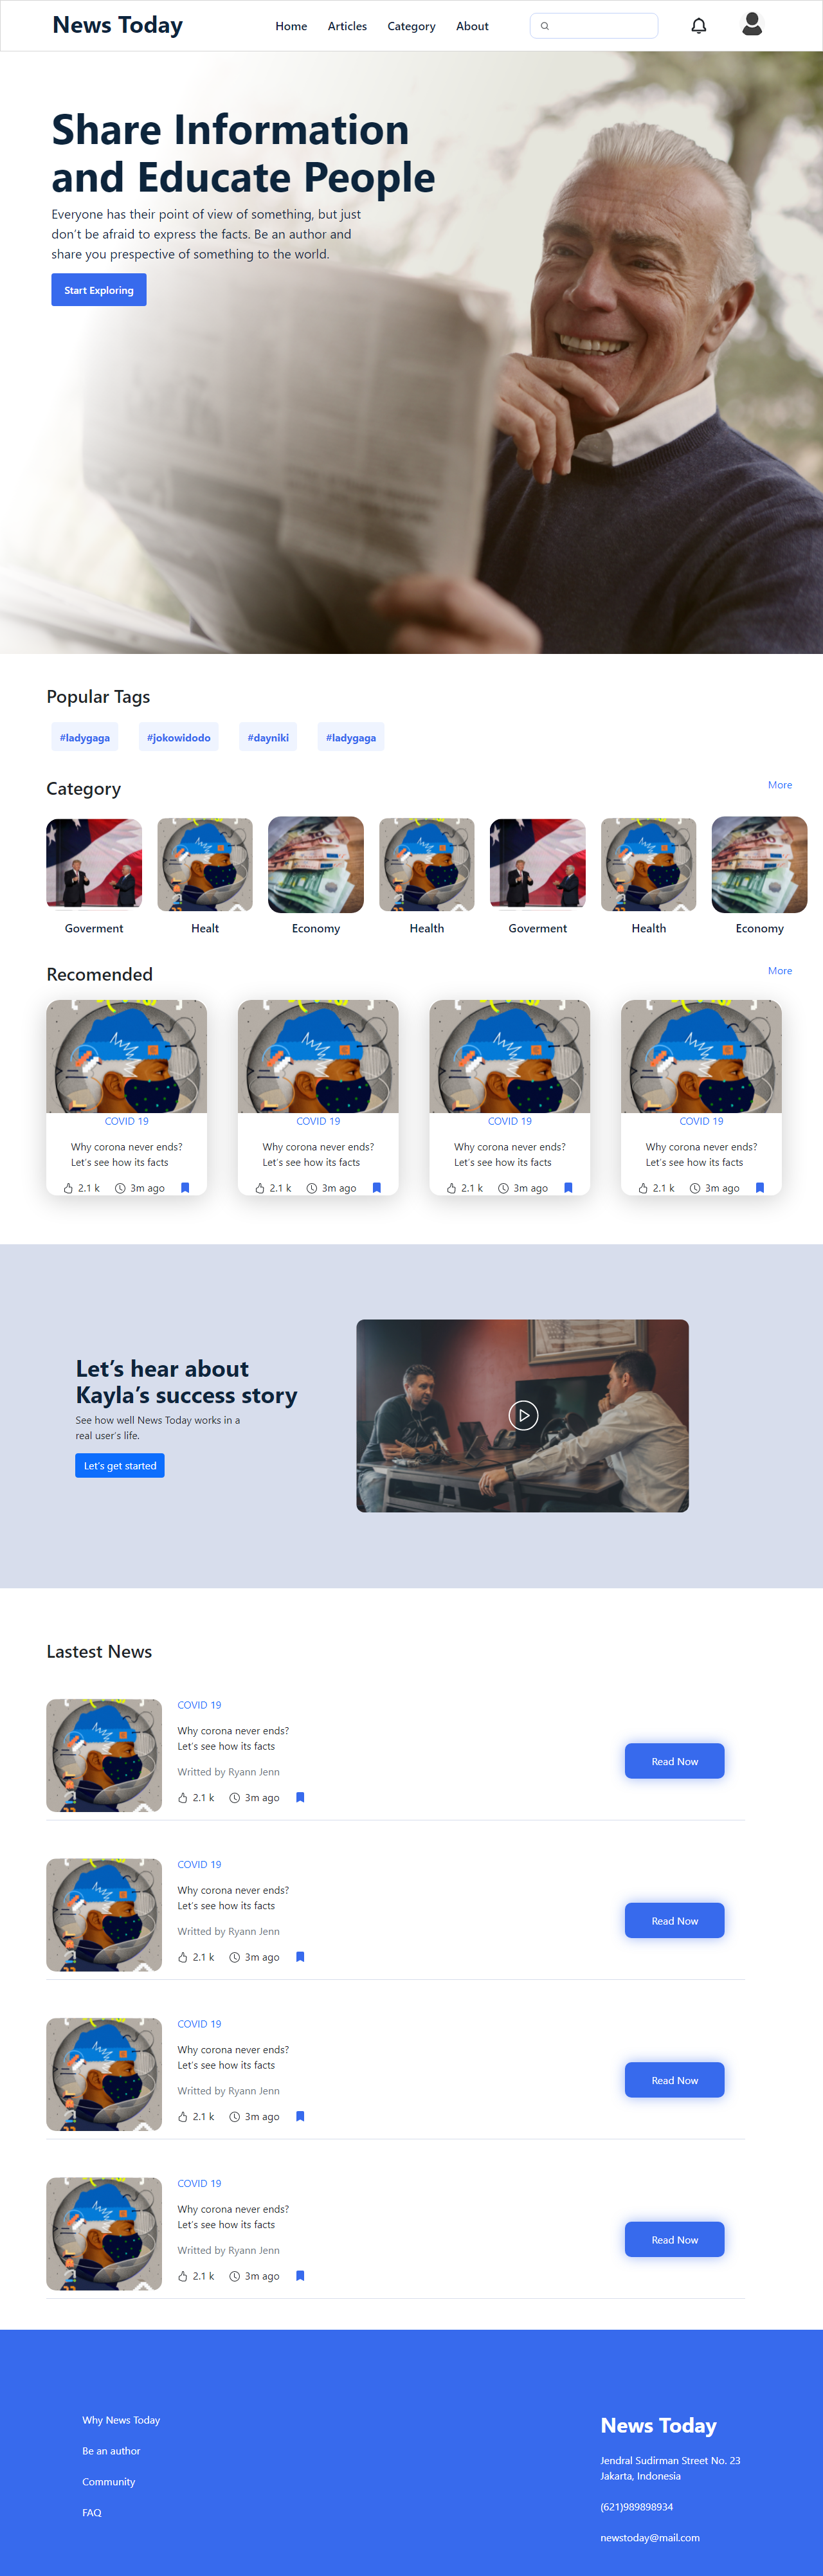 News Today
Home Articles Category About
Share Information
and Educate People
Everyone has their point of view of something, but just
don't be afraid to express the facts. Be an author and
share you prespective of something to the world.
Start Exploring
Popular Tags
#ladygaga #jokowidodo #dayniki #ladygaga
Category More
Goverment Healt Economy Health Goverment Health Economy
Recomended More
COVID 19 COVID 19 COVID 19 COVID 19
Why corona never ends? Why corona never ends? Why corona never ends? Why corona never ends?
Let's see how its facts Let's see how its facts Let's see how its facts Let's see how its facts
2.1 k 3m ago 2.1 k 3m ago 2.1 k 3m ago 2.1 k 3m ago
Let's hear about
Kayla's success story
See how well News Today works in a
real user's life.
Let's get started
Lastest News
COVID 19
Why corona never ends?
Let's see how its facts
Writted by Ryann Jenn
2.1 k 3m ago
Read Now
COVID 19
Why corona never ends?
Let's see how its facts
Writted by Ryann Jenn
2.1 k 3m ago
Read Now
COVID 19
Why corona never ends?
Let's see how its facts
Writted by Ryann Jenn
2.1 k 3m ago
Read Now
COVID 19
Why corona never ends?
Let's see how its facts
Writted by Ryann Jenn
2.1 k 3m ago
Read Now
Why News Today
Be an author
Community
FAQ
News Today
Jendral Sudirman Street No. 23
Jakarta, Indonesia
(621)989898934
newstoday@mail.com